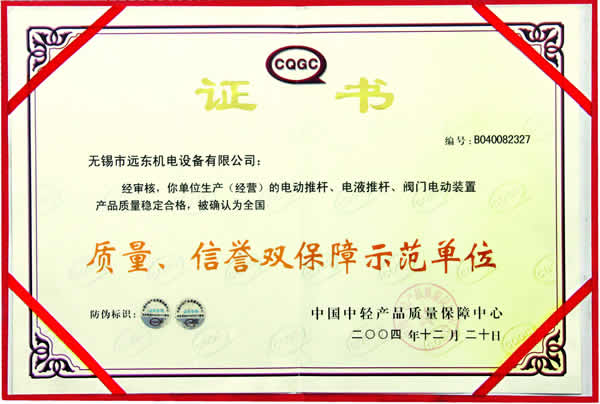 CQGC
证 书
编号:B040082327
无锡市远东机电设备有限公司:
经审核,你单位生产(经营)的电动推杆、电液推杆、阀门电动装置
产品质量稳定合格,被确认为全国
质量、信誉双保障示范单位
防伪标识:
中国中轻产品质量保障中心
二〇〇四年十二月二十日